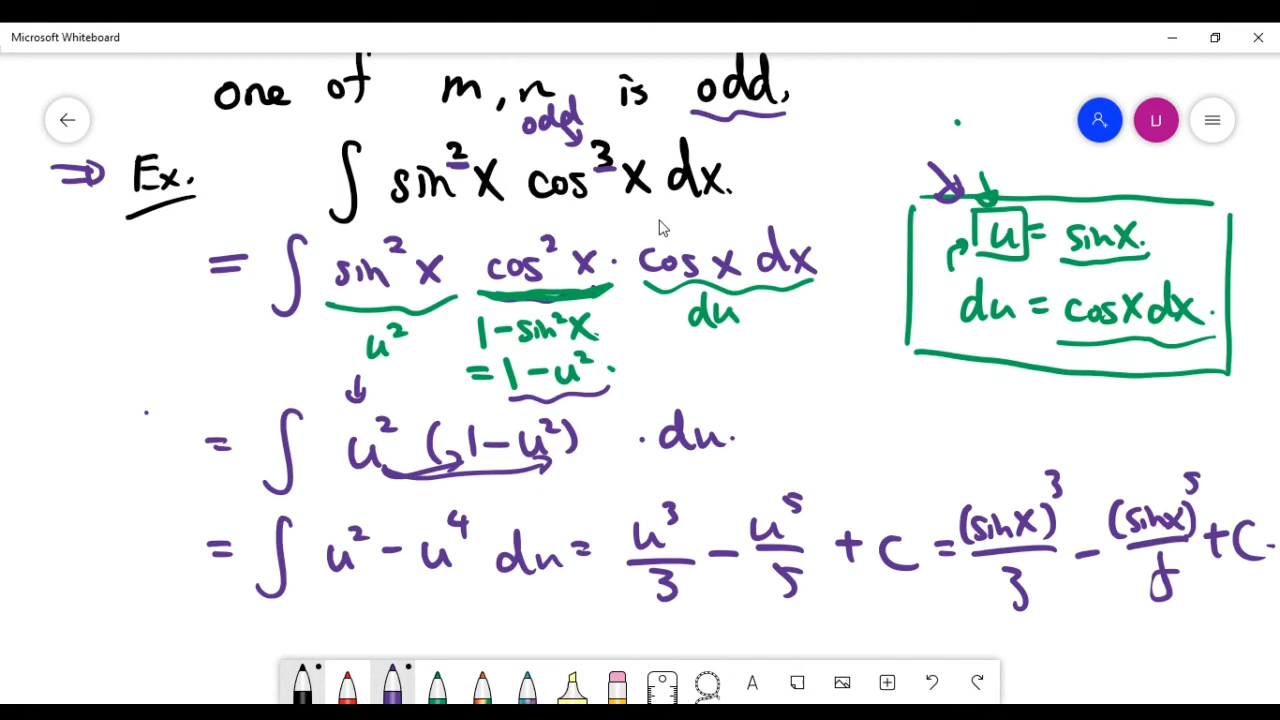 Microsoft Whiteboard
one of m, n is odd,
odd
⇒ Ex. ∫ sin²x cos³x dx.
= ∫ sin²x cos²x · cosx dx
u² 1-sin²x. du
= 1-u².
u = sinx.
du = cosxdx.
= ∫ u² (1-u²) · du.
= ∫ u² - u⁴ du = u³/3 - u⁵/5 + C = (sinx)³/3 - (sinx)⁵/5 + C.